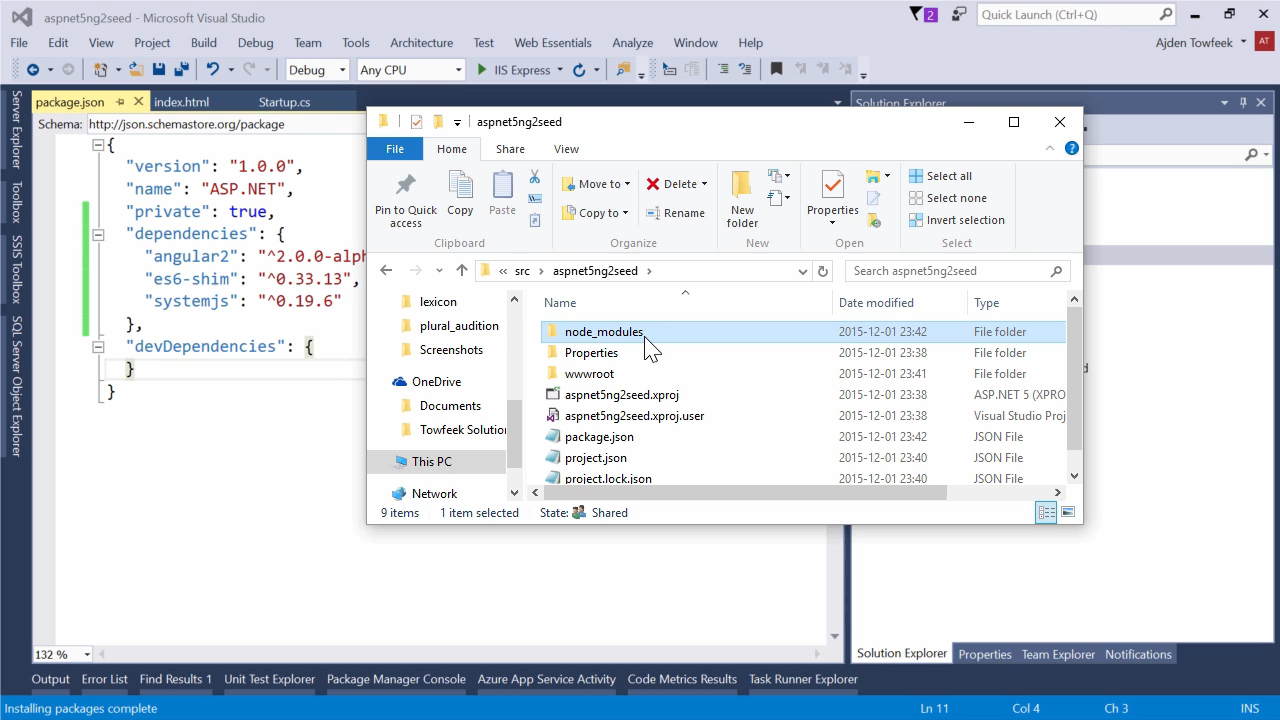 aspnet5ng2seed - Microsoft Visual Studio
2
Quick Launch (Ctrl+Q)
File Edit View Project Build Debug Team Tools Architecture Test Web Essentials Analyze Window Help
Ajden Towfeek AT
Debug Any CPU IIS Express
package.json index.html Startup.cs
Solution Explorer
Schema: http://json.schemastore.org/package
Server Explorer
Toolbox
SSIS Toolbox
SQL Server Object Explorer
{
"version": "1.0.0",
"name": "ASP.NET",
"private": true,
"dependencies": {
"angular2": "^2.0.0-alph
"es6-shim": "^0.33.13",
"systemjs": "^0.19.6"
},
"devDependencies": {
}
}
aspnet5ng2seed
File Home Share View
Pin to Quick access
Copy
Paste
Move to
Copy to
Delete
Rename
New folder
Properties
Select all
Select none
Invert selection
Clipboard Organize New Open Select
« src › aspnet5ng2seed ›
Search aspnet5ng2seed
lexicon
plural_audition
Screenshots
OneDrive
Documents
Towfeek Solution
This PC
Network
Name Date modified Type
node_modules 2015-12-01 23:42 File folder
Properties 2015-12-01 23:38 File folder
wwwroot 2015-12-01 23:41 File folder
aspnet5ng2seed.xproj 2015-12-01 23:38 ASP.NET 5 (XPRO
aspnet5ng2seed.xproj.user 2015-12-01 23:38 Visual Studio Proj
package.json 2015-12-01 23:42 JSON File
project.json 2015-12-01 23:40 JSON File
project.lock.json 2015-12-01 23:40 JSON File
9 items 1 item selected State: Shared
132 %
Solution Explorer Properties Team Explorer Notifications
Output Error List Find Results 1 Unit Test Explorer Package Manager Console Azure App Service Activity Code Metrics Results Task Runner Explorer
Installing packages complete
Ln 11 Col 4 Ch 3 INS